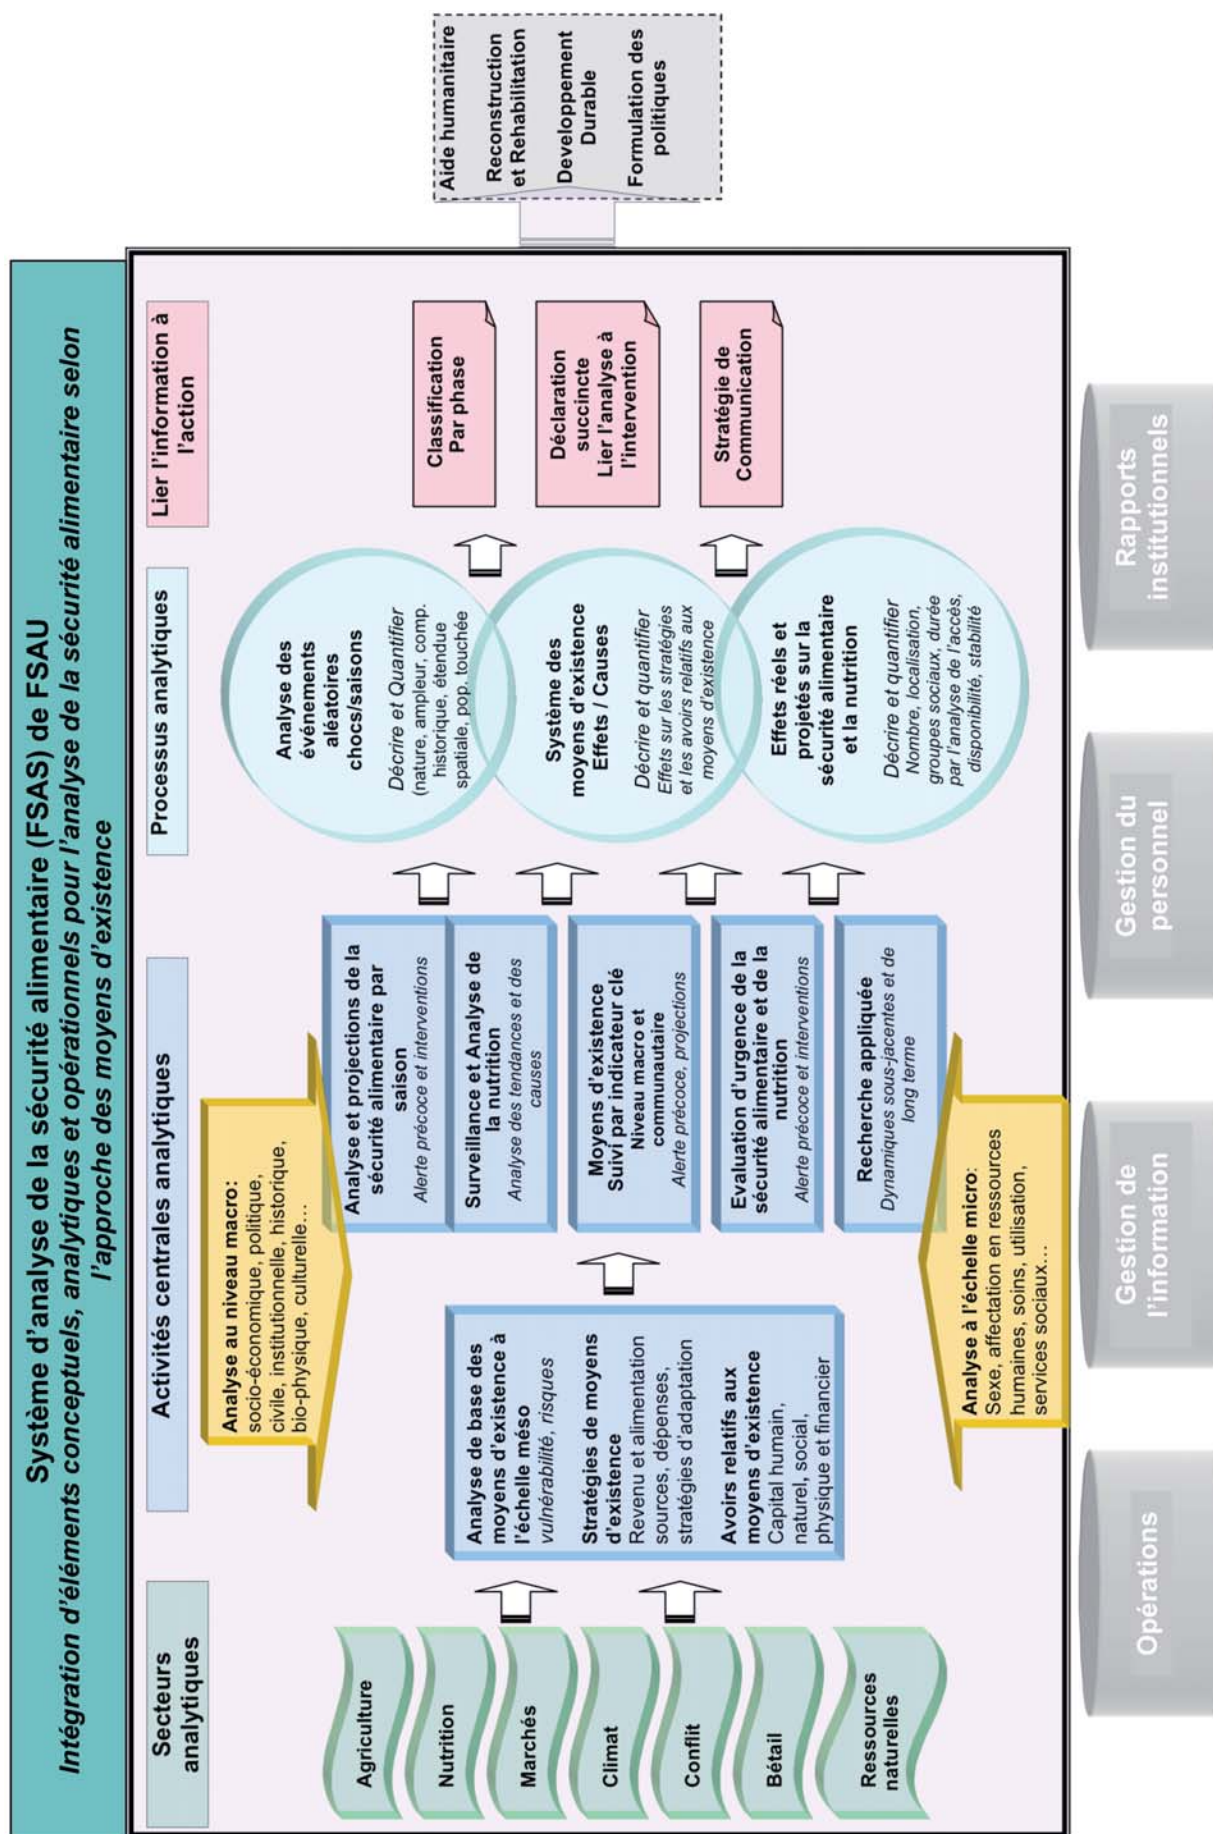 Système d'analyse de la sécurité alimentaire (FSAS) de FSAU
Intégration d'éléments conceptuels, analytiques et opérationnels pour l'analyse de la sécurité alimentaire selon
l'approche des moyens d'existence
Secteurs
analytiques
Activités centrales analytiques
Processus analytiques
Lier l'information à
l'action
Agriculture
Nutrition
Marchés
Climat
Conflit
Bétail
Ressources
naturelles
Analyse au niveau macro:
socio-économique, politique,
civile, institutionnelle, historique,
bio-physique, culturelle…
Analyse de base des
moyens d'existence à
l'échelle méso
vulnérabilité, risques
Stratégies de moyens
d'existence
Revenu et alimentation
sources, dépenses,
stratégies d'adaptation
Avoirs relatifs aux
moyens d'existence
Capital humain,
naturel, social,
physique et financier
Analyse à l'échelle micro:
Sexe, affectation en ressources
humaines, soins, utilisation,
services sociaux…
Analyse et projections de la
sécurité alimentaire par
saison
Alerte précoce et interventions
Surveillance et Analyse de
la nutrition
Analyse des tendances et des
causes
Moyens d'existence
Suivi par indicateur clé
Niveau macro et
communautaire
Alerte précoce, projections
Evaluation d'urgence de la
sécurité alimentaire et de la
nutrition
Alerte précoce et interventions
Recherche appliquée
Dynamiques sous-jacentes et de
long terme
Analyse des
événements
aléatoires
chocs/saisons
Décrire et Quantifier
(nature, ampleur, comp.
historique, étendue
spatiale, pop. touchée
Système des
moyens d'existence
Effets / Causes
Décrire et quantifier
Effets sur les stratégies
et les avoirs relatifs aux
moyens d'existence
Effets réels et
projetés sur la
sécurité alimentaire
et la nutrition
Décrire et quantifier
Nombre, localisation,
groupes sociaux, durée
par l'analyse de l'accès,
disponibilité, stabilité
Classification
Par phase
Déclaration
succincte
Lier l'analyse à
l'intervention
Stratégie de
Communication
Aide humanitaire
Reconstruction
et Rehabilitation
Developpement
Durable
Formulation des
politiques
Opérations
Gestion de
l'information
Gestion du
personnel
Rapports
institutionnels